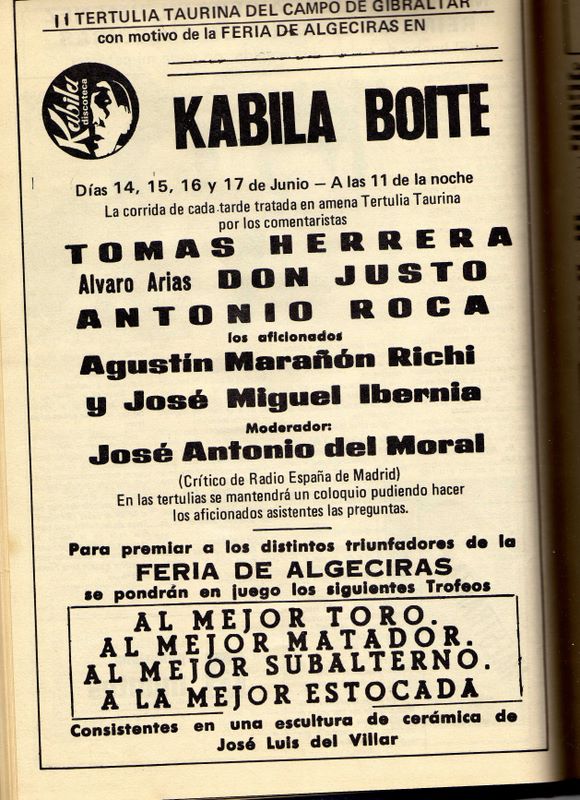 II TERTULIA TAURINA DEL CAMPO DE GIBRALTAR
con motivo de la FERIA DE ALGECIRAS EN
Kabila
discoteca
KABILA BOITE
Días 14, 15, 16 y 17 de Junio – A las 11 de la noche
La corrida de cada tarde tratada en amena Tertulia Taurina
por los comentaristas
TOMAS HERRERA
Alvaro Arias DON JUSTO
ANTONIO ROCA
los aficionados
Agustín Marañón Richi
y José Miguel Ibernia
Moderador:
José Antonio del Moral
(Crítico de Radio España de Madrid)
En las tertulias se mantendrá un coloquio pudiendo hacer
los aficionados asistentes las preguntas.
Para premiar a los distintos triunfadores de la
FERIA DE ALGECIRAS
se pondrán en juego los siguientes Trofeos
AL MEJOR TORO.
AL MEJOR MATADOR.
AL MEJOR SUBALTERNO.
A LA MEJOR ESTOCADA
Consistentes en una escultura de cerámica de
José Luis del Villar